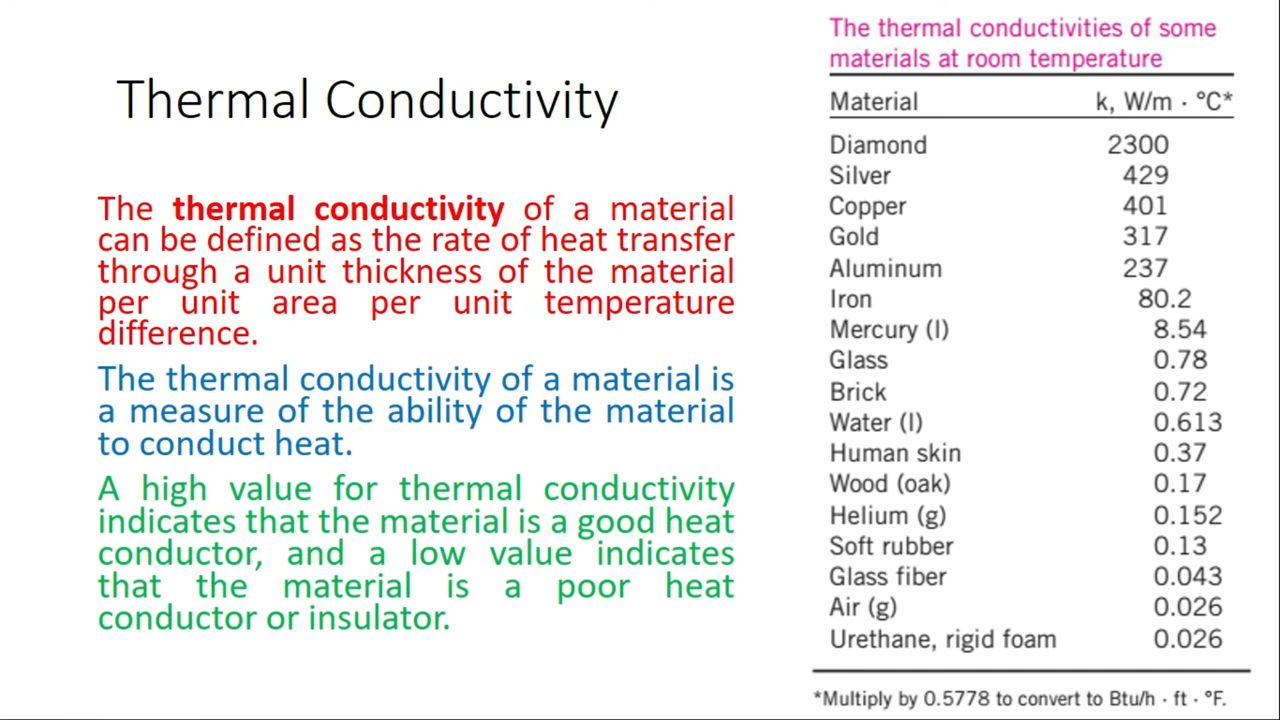 Thermal Conductivity
The thermal conductivity of a material
can be defined as the rate of heat transfer
through a unit thickness of the material
per unit area per unit temperature
difference.
The thermal conductivity of a material is
a measure of the ability of the material
to conduct heat.
A high value for thermal conductivity
indicates that the material is a good heat
conductor, and a low value indicates
that the material is a poor heat
conductor or insulator.
The thermal conductivities of some
materials at room temperature
Material k, W/m · °C*
Diamond 2300
Silver 429
Copper 401
Gold 317
Aluminum 237
Iron 80.2
Mercury (l) 8.54
Glass 0.78
Brick 0.72
Water (l) 0.613
Human skin 0.37
Wood (oak) 0.17
Helium (g) 0.152
Soft rubber 0.13
Glass fiber 0.043
Air (g) 0.026
Urethane, rigid foam 0.026
*Multiply by 0.5778 to convert to Btu/h · ft · °F.